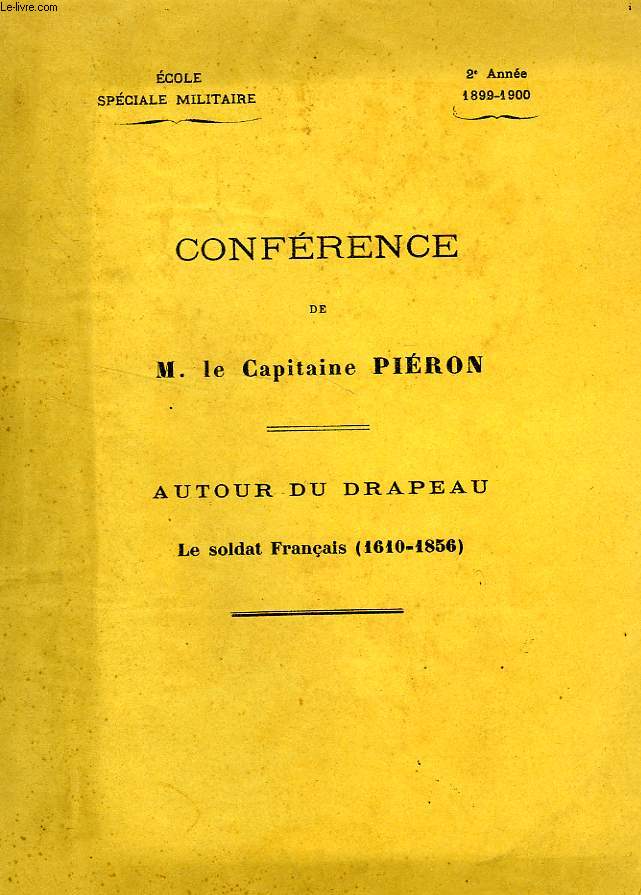 Le-livre.com
ÉCOLE
SPÉCIALE MILITAIRE
2e Année
1899-1900
CONFÉRENCE
DE
M. le Capitaine PIÉRON
AUTOUR DU DRAPEAU
Le soldat Français (1610-1856)